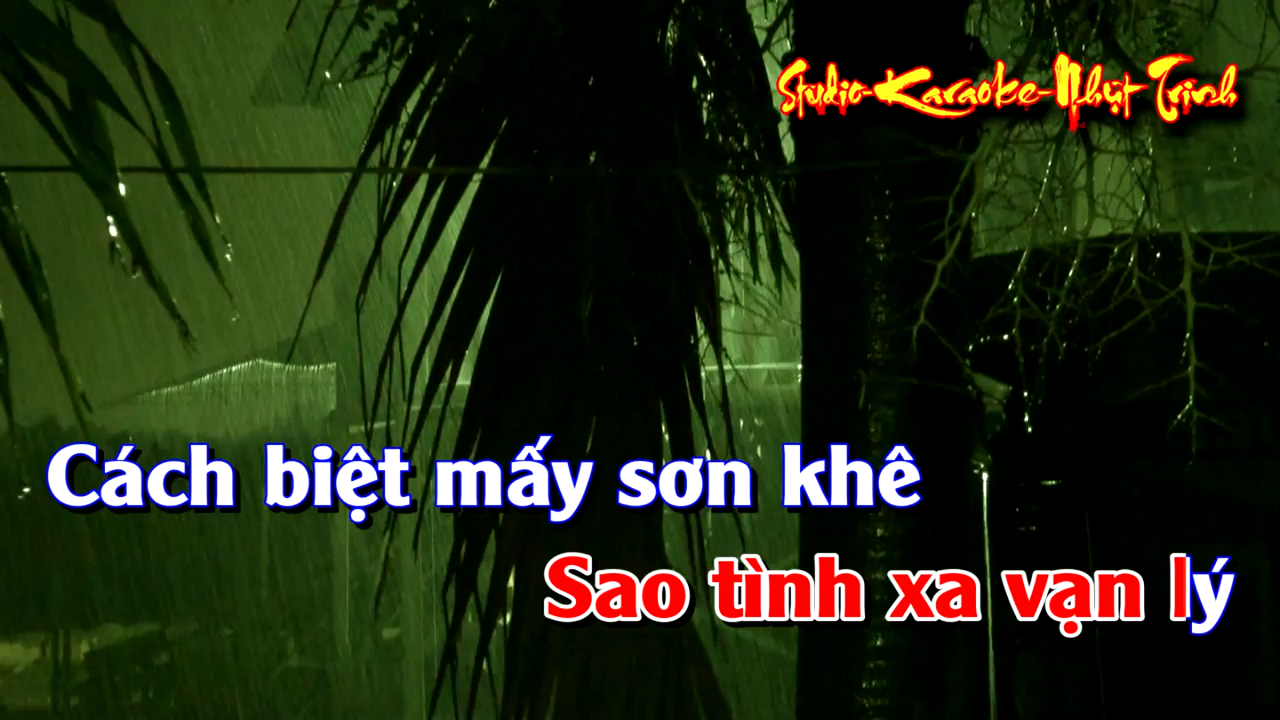 Studio-Karaoke-Nhựt Trinh
Cách biệt mấy sơn khê
Sao tình xa vạn lý